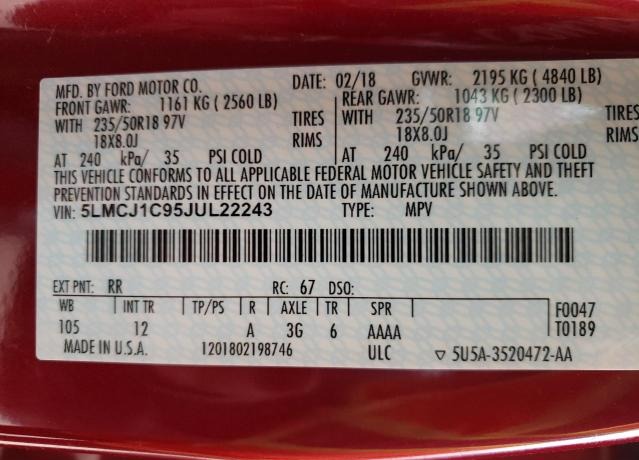 MFD. BY FORD MOTOR CO. DATE: 02/18 GVWR: 2195 KG ( 4840 LB)
FRONT GAWR: 1161 KG ( 2560 LB) REAR GAWR: 1043 KG ( 2300 LB)
WITH 235/50R18 97V TIRES WITH 235/50R18 97V TIRES
18X8.0J RIMS 18X8.0J RIMS
AT 240 kPa/ 35 PSI COLD AT 240 kPa/ 35 PSI COLD
THIS VEHICLE CONFORMS TO ALL APPLICABLE FEDERAL MOTOR VEHICLE SAFETY AND THEFT
PREVENTION STANDARDS IN EFFECT ON THE DATE OF MANUFACTURE SHOWN ABOVE.
VIN: 5LMCJ1C95JUL22243 TYPE: MPV
EXT PNT: RR RC: 67 DSO:
WB INT TR TP/PS R AXLE TR SPR F0047
105 12 A 3G 6 AAAA T0189
MADE IN U.S.A. 1201802198746 ULC ▽ 5U5A-3520472-AA